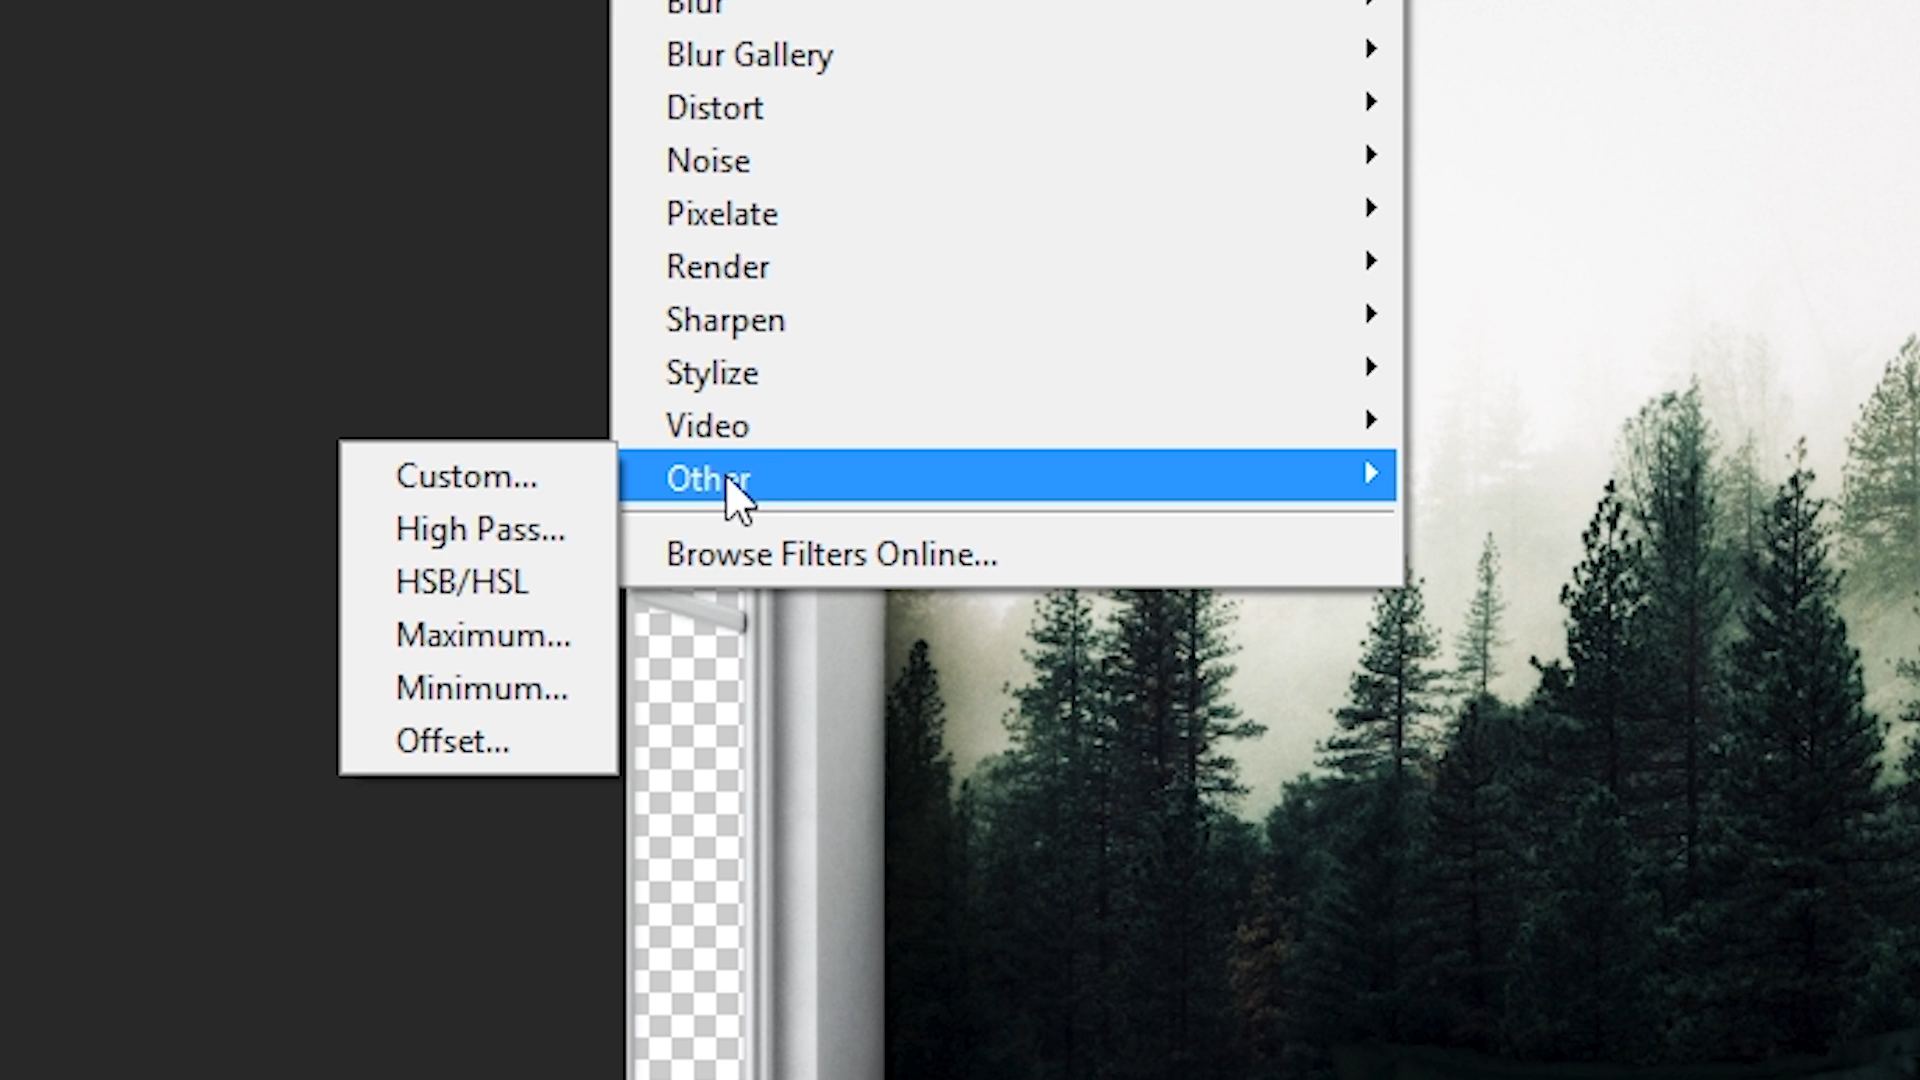 Blur
Blur Gallery
Distort
Noise
Pixelate
Render
Sharpen
Stylize
Video
Other
Browse Filters Online...
Custom...
High Pass...
HSB/HSL
Maximum...
Minimum...
Offset...